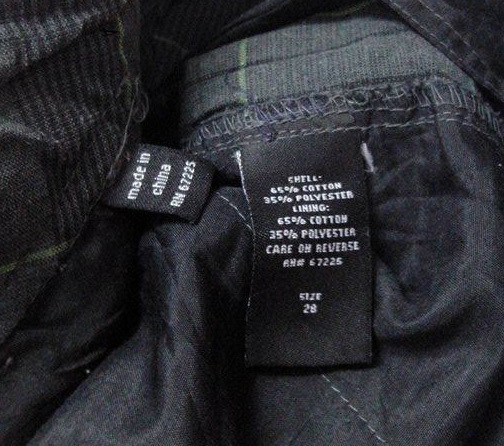 made in
china
RN 67225
SHELL:
65% COTTON
35% POLYESTER
LINING:
65% COTTON
35% POLYESTER
CARE ON REVERSE
RN# 67225
SIZE
28